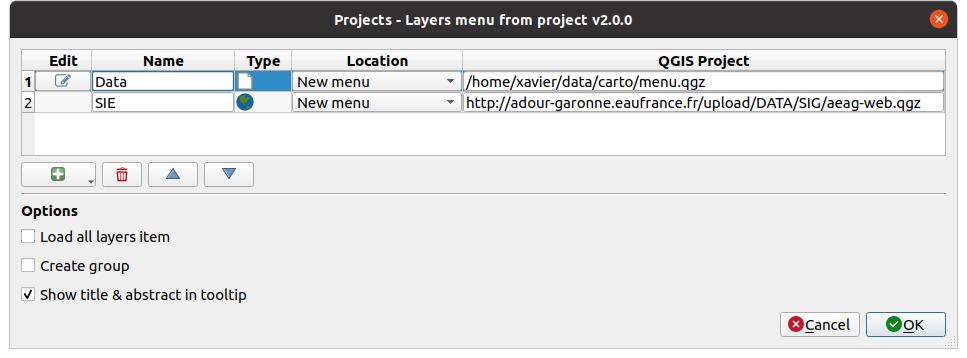 Projects - Layers menu from project v2.0.0
Edit Name Type Location QGIS Project
1 Data New menu /home/xavier/data/carto/menu.qgz
2 SIE New menu http://adour-garonne.eaufrance.fr/upload/DATA/SIG/aeag-web.qgz
Options
Load all layers item
Create group
Show title & abstract in tooltip
Cancel OK